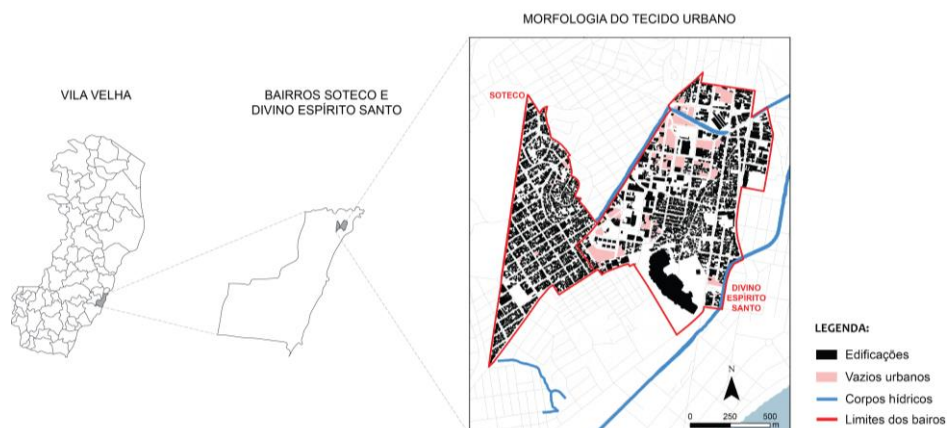 MORFOLOGIA DO TECIDO URBANO
VILA VELHA
BAIRROS SOTECO E
DIVINO ESPÍRITO SANTO
SOTECO
DIVINO
ESPÍRITO
SANTO
N
0 250 500
m
LEGENDA:
Edificações
Vazios urbanos
Corpos hídricos
Limites dos bairos